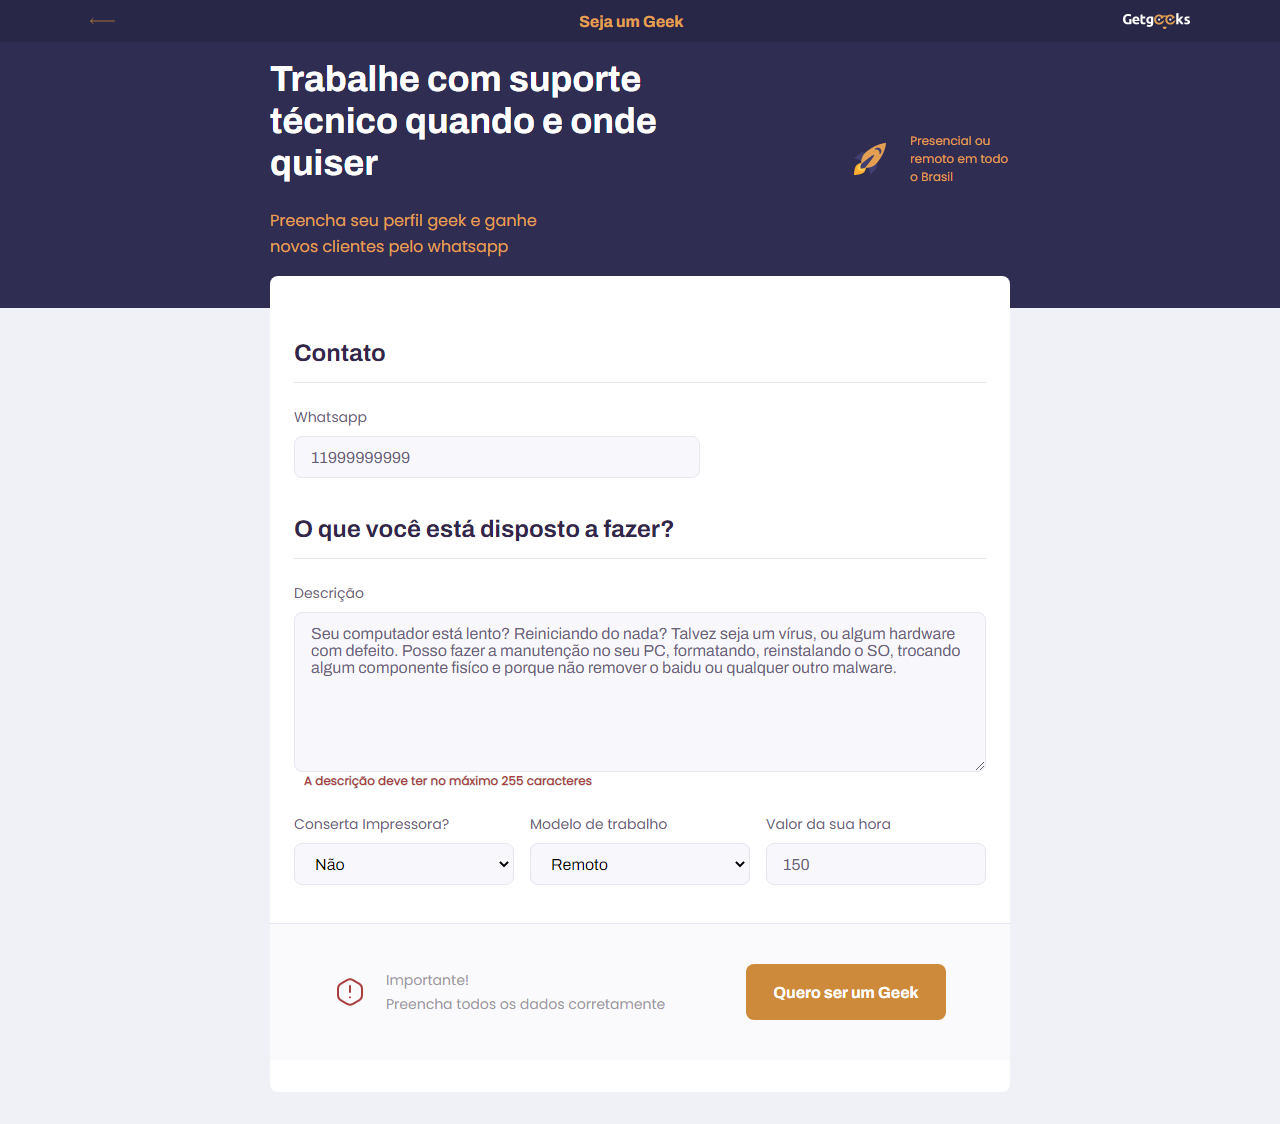 Seja um Geek
Getgeeks
Trabalhe com suporte
técnico quando e onde
quiser
Presencial ou
remoto em todo
o Brasil
Preencha seu perfil geek e ganhe
novos clientes pelo whatsapp
Contato
Whatsapp
11999999999
O que você está disposto a fazer?
Descrição
Seu computador está lento? Reiniciando do nada? Talvez seja um vírus, ou algum hardware
com defeito. Posso fazer a manutenção no seu PC, formatando, reinstalando o SO, trocando
algum componente fisíco e porque não remover o baidu ou qualquer outro malware.
A descrição deve ter no máximo 255 caracteres
Conserta Impressora?
Modelo de trabalho
Valor da sua hora
Não
Remoto
150
Importante!
Preencha todos os dados corretamente
Quero ser um Geek